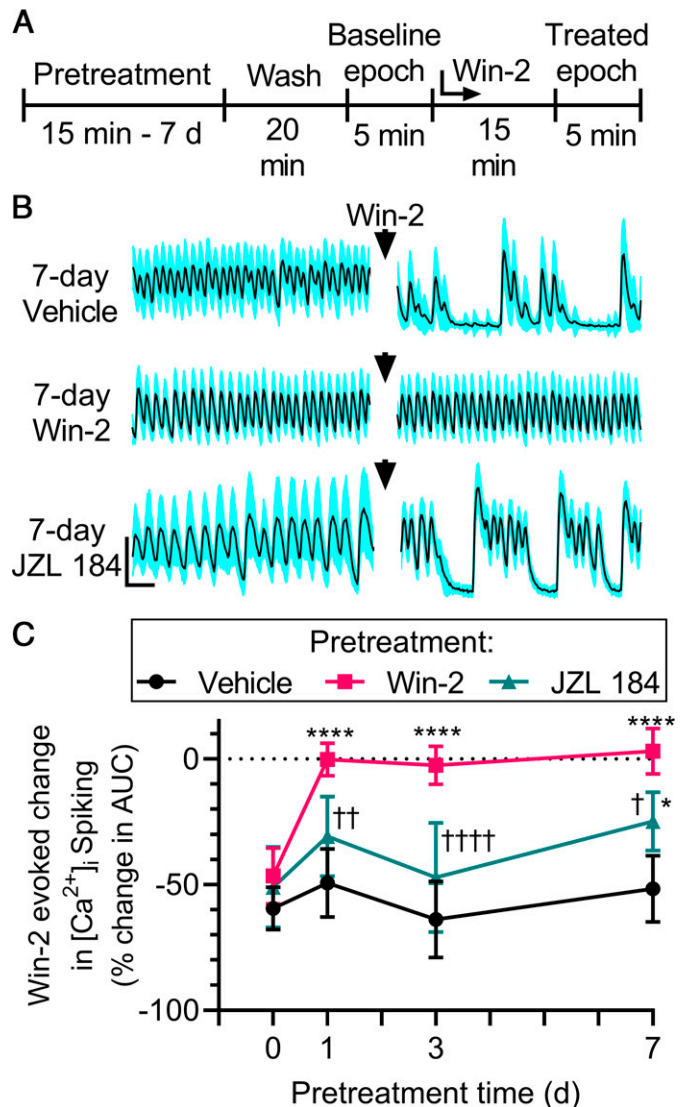 A
Pretreatment
Wash
Baseline
epoch
Win-2
Treated
epoch
15 min - 7 d
20
min
5 min
15
min
5 min
B
Win-2
7-day
Vehicle
7-day
Win-2
7-day
JZL 184
C
Pretreatment:
Vehicle Win-2 JZL 184
Win-2 evoked change
in [Ca²⁺]ᵢ Spiking
(% change in AUC)
0
-50
-100
****
****
****
††
††††
† *
0 1 3 7
Pretreatment time (d)